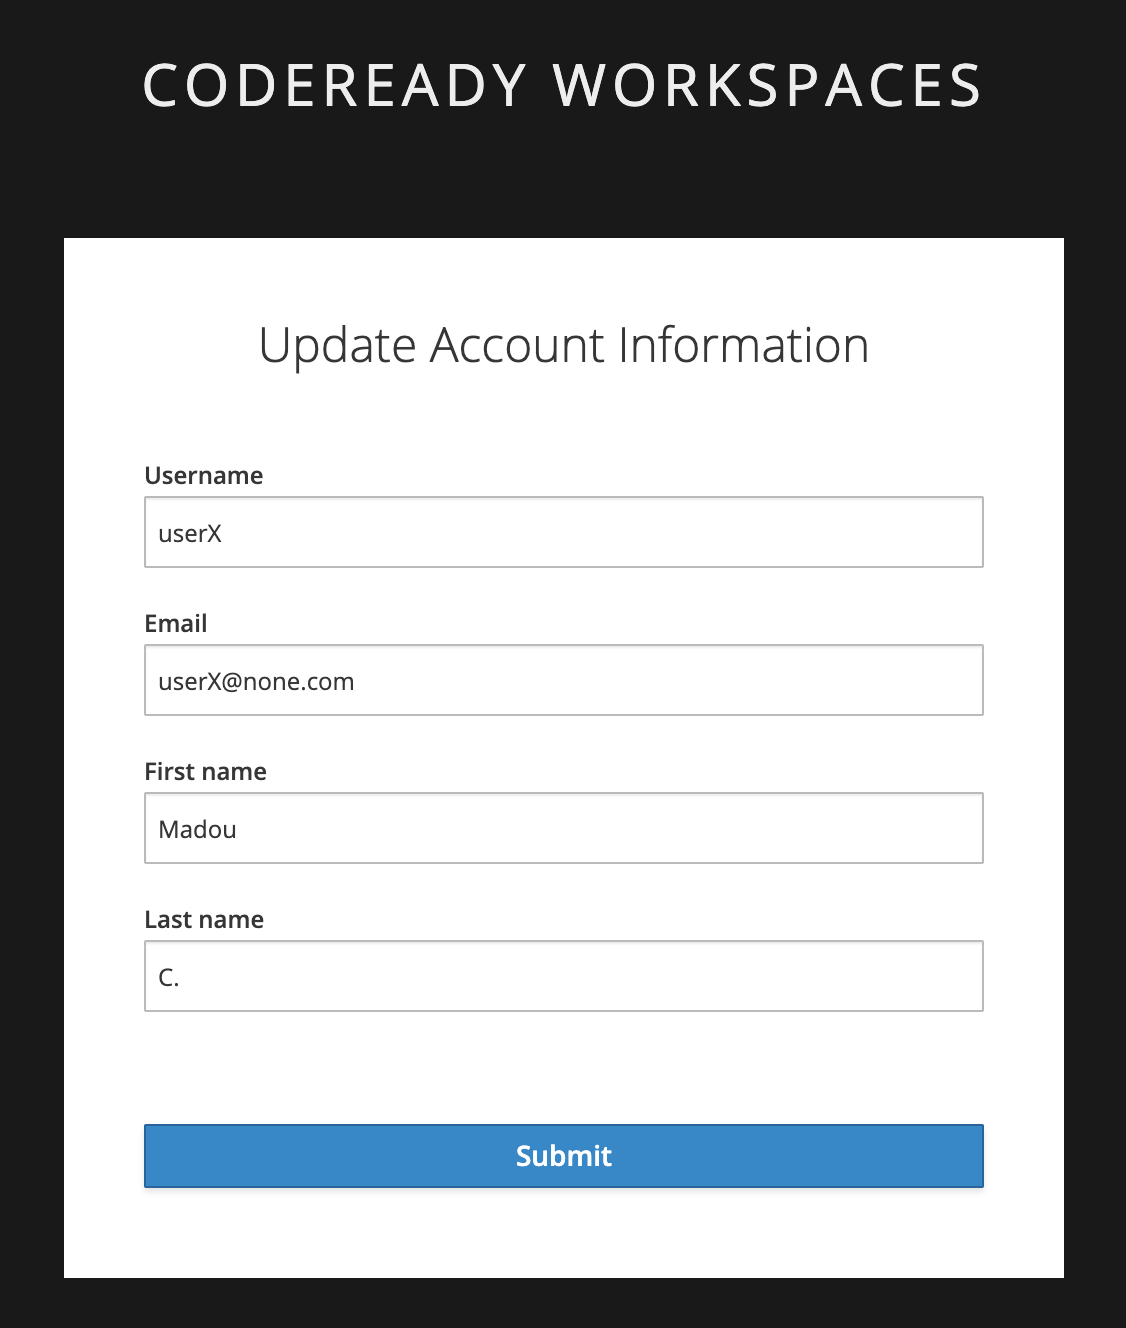 CODEREADY WORKSPACES
Update Account Information
Username
userX
Email
userX@none.com
First name
Madou
Last name
C.
Submit